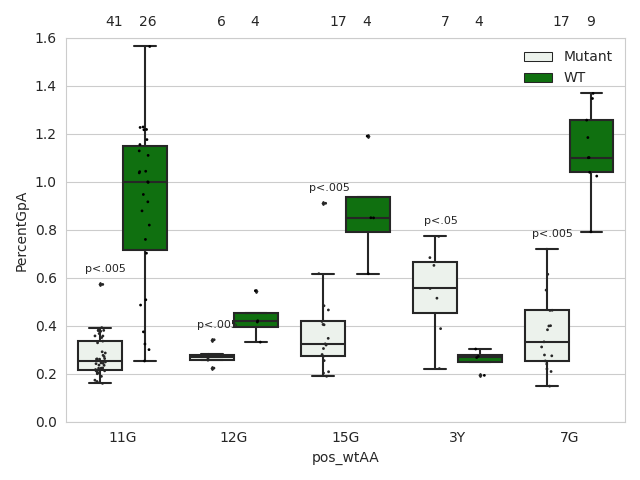 41 26 6 4 17 4 7 4 17 9
1.6
Mutant
WT
1.4
1.2
1.0
p<.005
0.8
p<.05
p<.005
0.6
p<.005
0.4
p<.005
0.2
0.0
PercentGpA
11G 12G 15G 3Y 7G
pos_wtAA